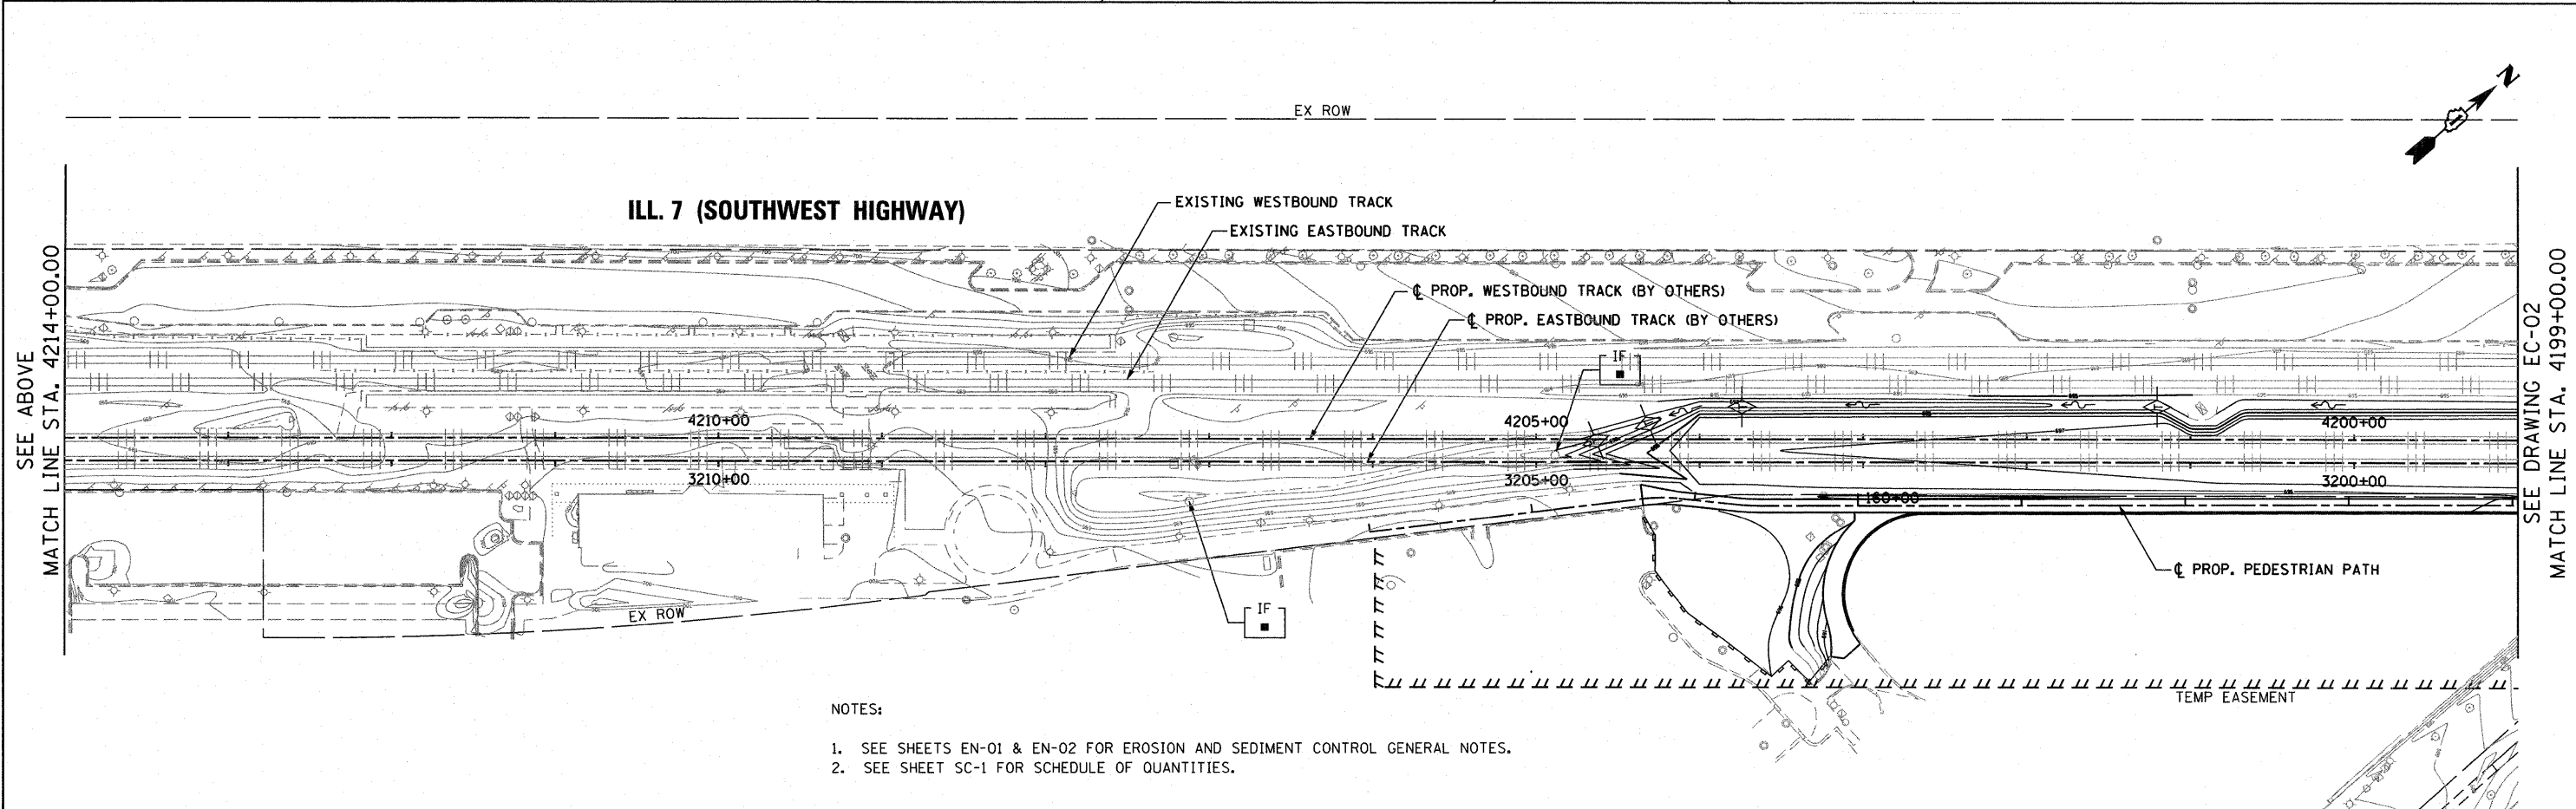 EX ROW
N
ILL. 7 (SOUTHWEST HIGHWAY)
EXISTING WESTBOUND TRACK
EXISTING EASTBOUND TRACK
℄ PROP. WESTBOUND TRACK (BY OTHERS)
℄ PROP. EASTBOUND TRACK (BY OTHERS)
SEE ABOVE
MATCH LINE STA. 4214+00.00
SEE DRAWING EC-02
MATCH LINE STA. 4199+00.00
IF
4210+00
4205+00
4200+00
3210+00
3205+00
3200+00
160+00
℄ PROP. PEDESTRIAN PATH
IF
EX ROW
TEMP EASEMENT
NOTES:
1. SEE SHEETS EN-01 & EN-02 FOR EROSION AND SEDIMENT CONTROL GENERAL NOTES.
2. SEE SHEET SC-1 FOR SCHEDULE OF QUANTITIES.